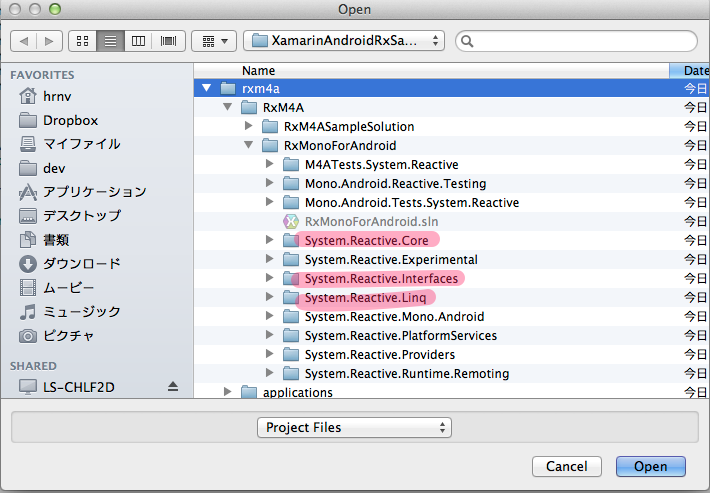 Open
XamarinAndroidRxSa...
Name Date
FAVORITES
hrnv
Dropbox
マイファイル
dev
アプリケーション
デスクトップ
書類
ダウンロード
ムービー
ミュージック
ピクチャ
SHARED
LS-CHLF2D
rxm4a 今日
RxM4A 今日
RxM4ASampleSolution 今日
RxMonoForAndroid 今日
M4ATests.System.Reactive 今日
Mono.Android.Reactive.Testing 今日
Mono.Android.Tests.System.Reactive 今日
RxMonoForAndroid.sln 今日
System.Reactive.Core 今日
System.Reactive.Experimental 今日
System.Reactive.Interfaces 今日
System.Reactive.Linq 今日
System.Reactive.Mono.Android 今日
System.Reactive.PlatformServices 今日
System.Reactive.Providers 今日
System.Reactive.Runtime.Remoting 今日
applications 今日
Project Files
Cancel Open